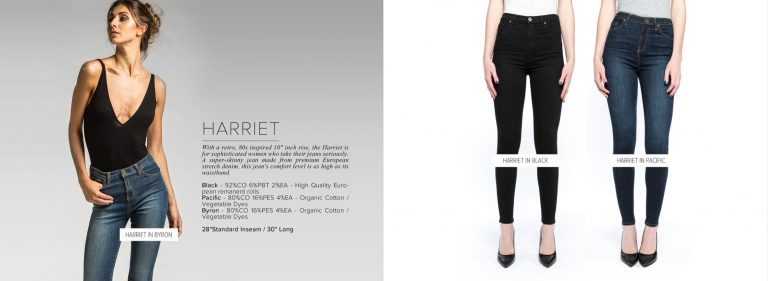 HARRIET
With a retro, 80s inspired 10" inch rise, the Harriet is
for sophisticated women who take their jeans seriously.
A super-skinny jean made from premium European
stretch denim, this jean's comfort level is as high as its
waistband.
Black - 92%CO 6%PBT 2%EA - High Quality Euro-
pean remanent rolls
Pacific - 80%CO 16%PES 4%EA - Organic Cotton /
Vegetable Dyes
Byron - 80%CO 16%PES 4%EA - Organic Cotton /
Vegetable Dyes
28"Standard Inseam / 30" Long
HARRIET IN BYRON
HARRIET IN BLACK
HARRIET IN PACIFIC